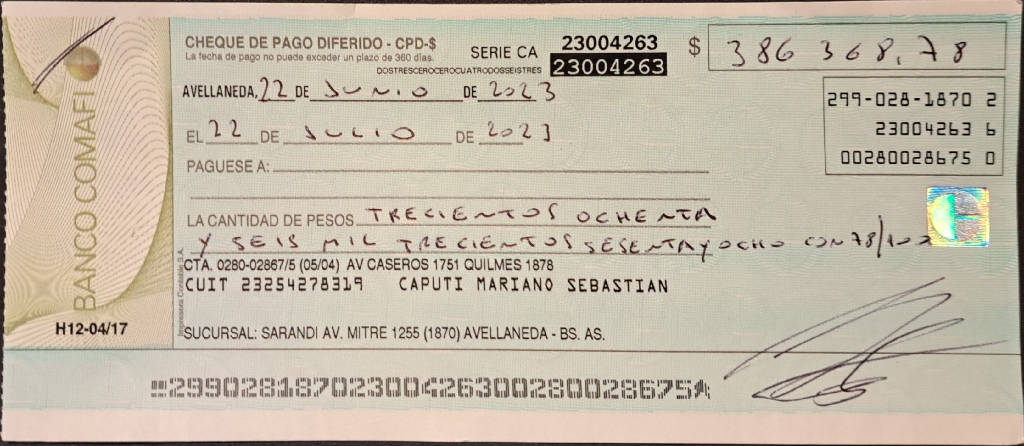 CHEQUE DE PAGO DIFERIDO - CPD-$
La fecha de pago no puede exceder un plazo de 360 días.
SERIE CA 23004263
DOSTRESCEROCEROCUATRODOSSEISTRES 23004263
$ 386 368,78
AVELLANEDA, 22 DE JUNIO DE 2023
299-028-1870 2
EL 22 DE JULIO DE 2023
23004263 6
00280028675 0
PAGUESE A:
LA CANTIDAD DE PESOS TRECIENTOS OCHENTA
Y SEIS MIL TRECIENTOS SESENTA Y OCHO CON 78/100
CTA. 0280-02867/5 (05/04) AV CASEROS 1751 QUILMES 1878
CUIT 23254278319 CAPUTI MARIANO SEBASTIAN
SUCURSAL: SARANDI AV. MITRE 1255 (1870) AVELLANEDA - BS. AS.
BANCO COMAFI
H12-04/17
Impresora Contable S.A.
29902818702300426300280028675